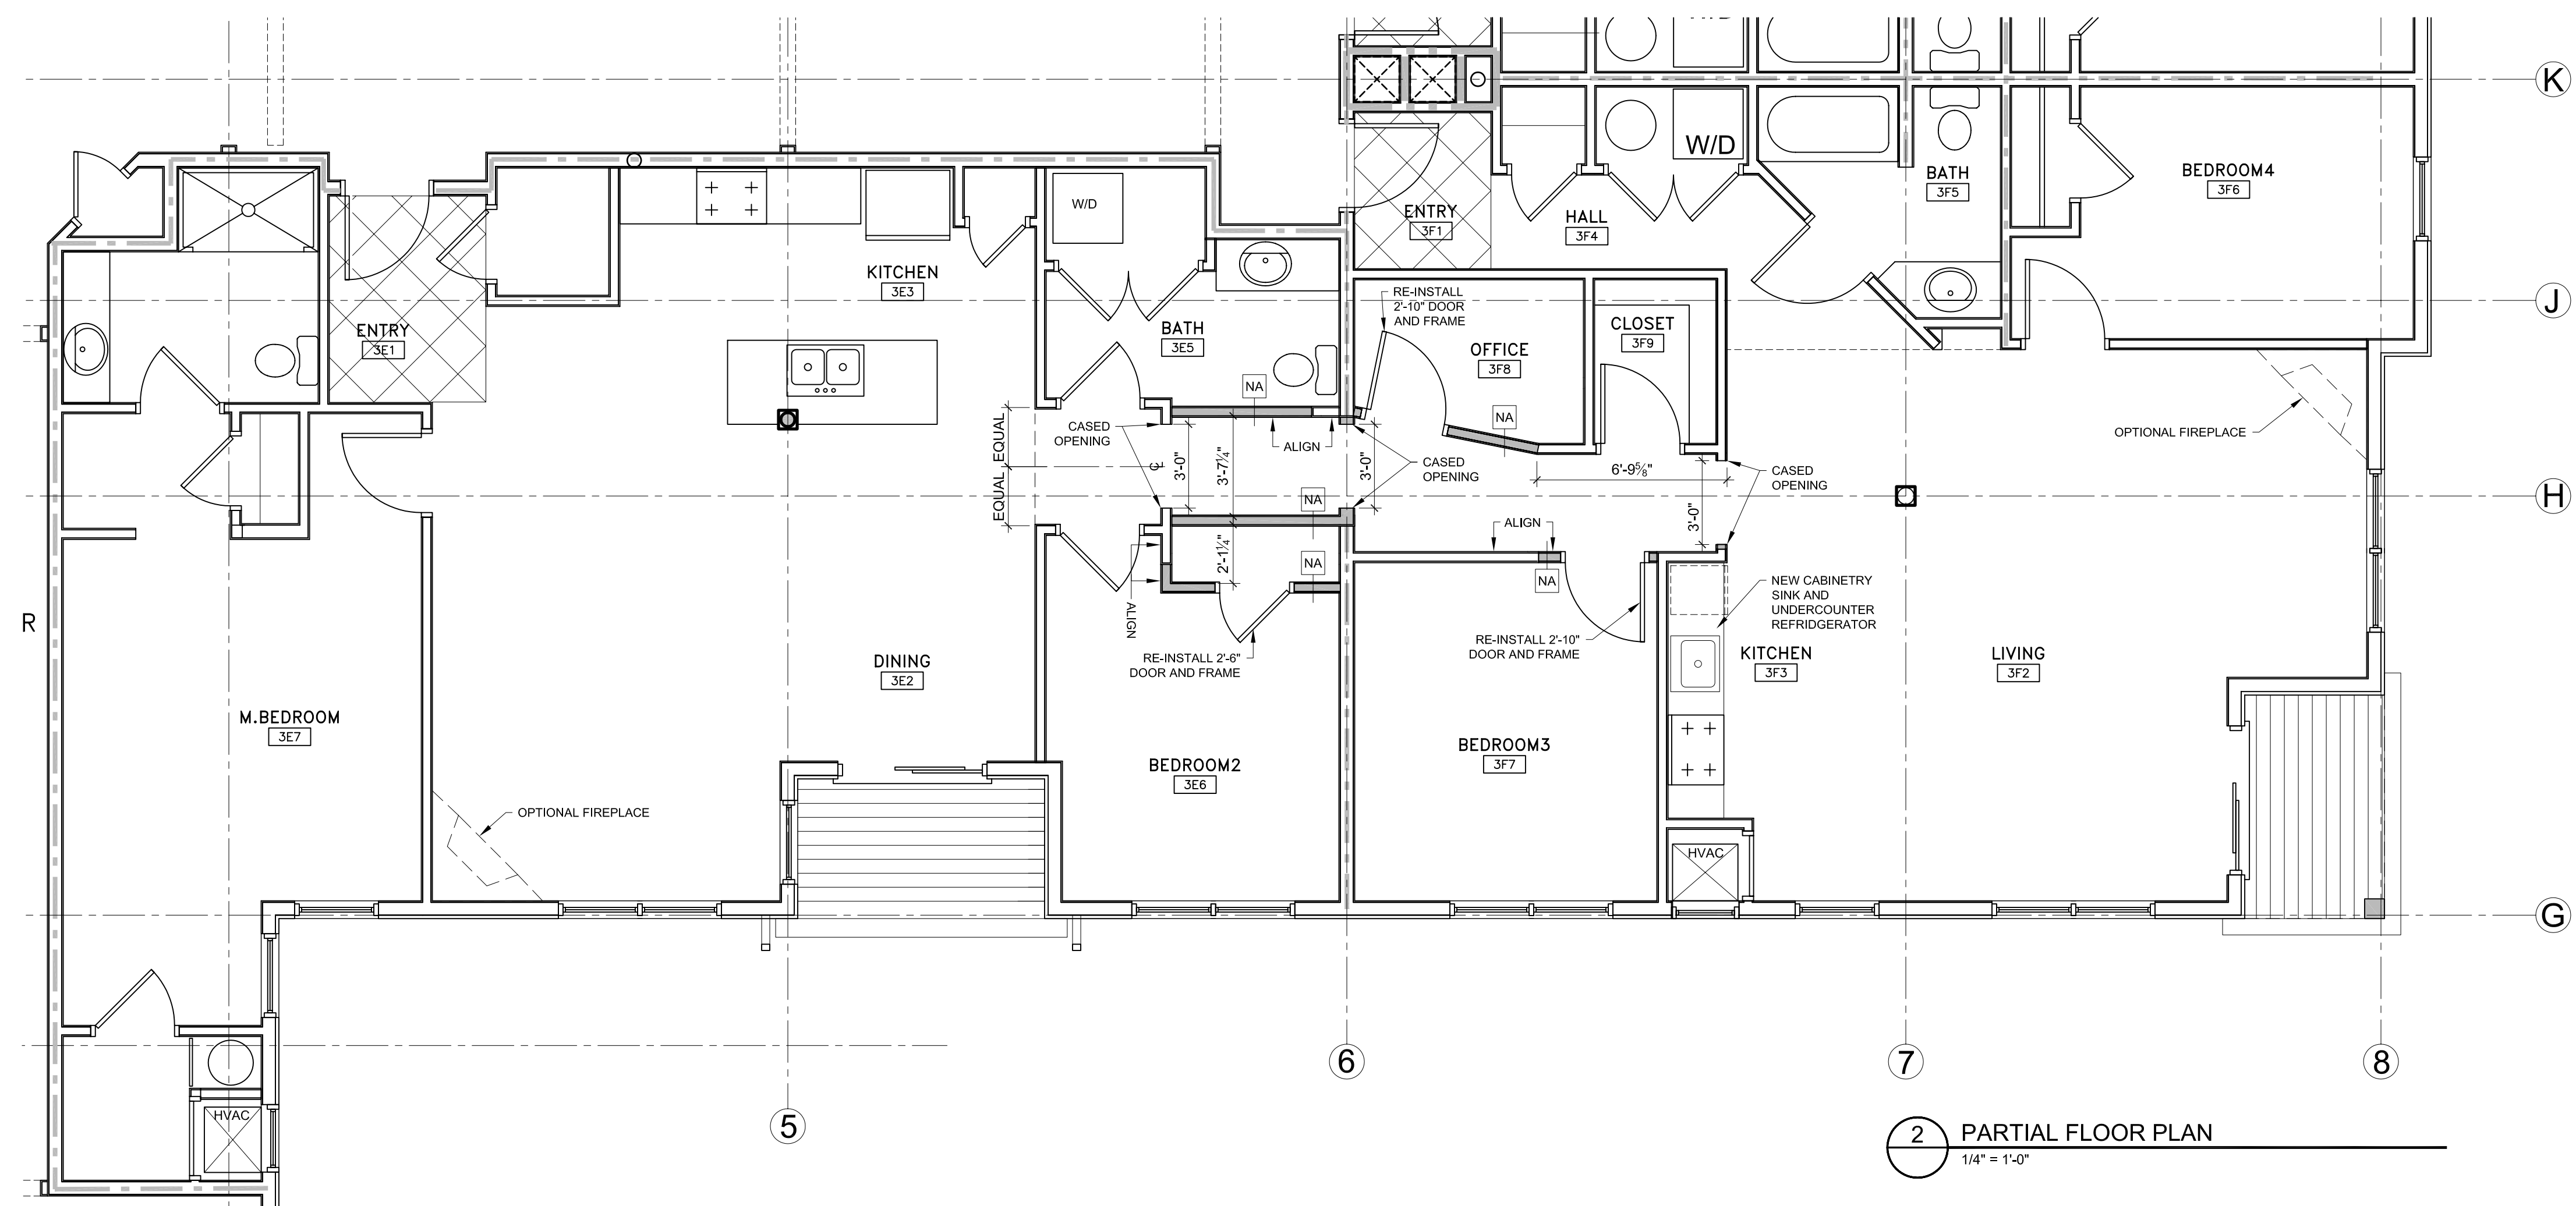 K
W/D
BATH
3F5
BEDROOM4
3F6
W/D
ENTRY
3F1
HALL
3F4
KITCHEN
3E3
RE-INSTALL
2'-10" DOOR
AND FRAME
J
ENTRY
3E1
BATH
3E5
OFFICE
3F8
CLOSET
3F9
NA
NA
EQUAL
EQUAL
CASED
OPENING
3'-0"
3'-7¼"
ALIGN
3'-0"
CASED
OPENING
6'-9⅝"
CASED
OPENING
OPTIONAL FIREPLACE
H
NA
ALIGN
3'-0"
2'-1¼"
NA
NA
ALIGN
NEW CABINETRY
SINK AND
UNDERCOUNTER
REFRIDGERATOR
R
RE-INSTALL 2'-6"
DOOR AND FRAME
RE-INSTALL 2'-10"
DOOR AND FRAME
DINING
3E2
KITCHEN
3F3
LIVING
3F2
M.BEDROOM
3E7
BEDROOM2
3E6
BEDROOM3
3F7
OPTIONAL FIREPLACE
HVAC
G
6
7
8
HVAC
5
2
PARTIAL FLOOR PLAN
1/4" = 1'-0"